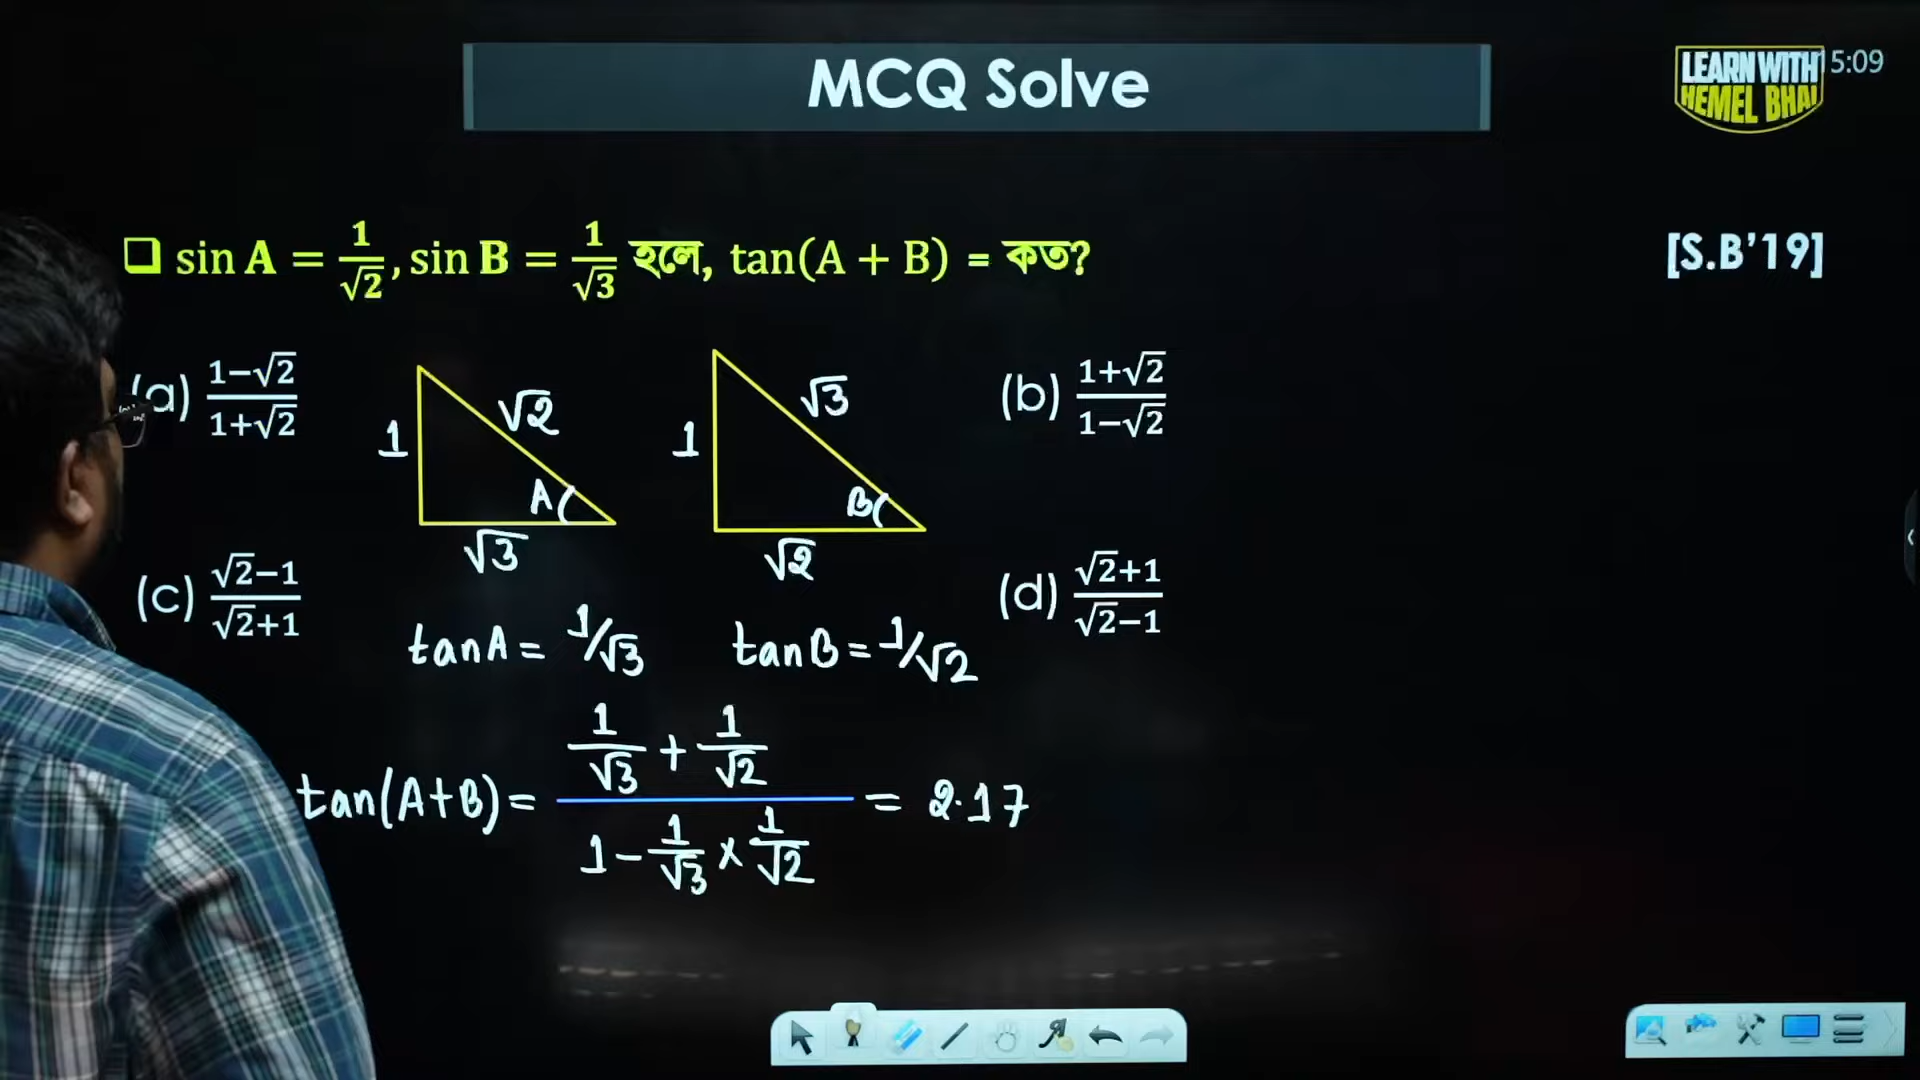 MCQ Solve
LEARN WITH
HEMEL BHAI
15:09
❑ sin A = 1/√2, sin B = 1/√3 হলে, tan(A + B) = কত?
[S.B'19]
(a) 1−√2/1+√2
(b) 1+√2/1−√2
(c) √2−1/√2+1
(d) √2+1/√2−1
1 √2 A √3
1 √3 B √2
tanA = 1/√3 tanB = 1/√2
tan(A+B) = (1/√3 + 1/√2)/(1 − 1/√3 × 1/√2) = 2.17